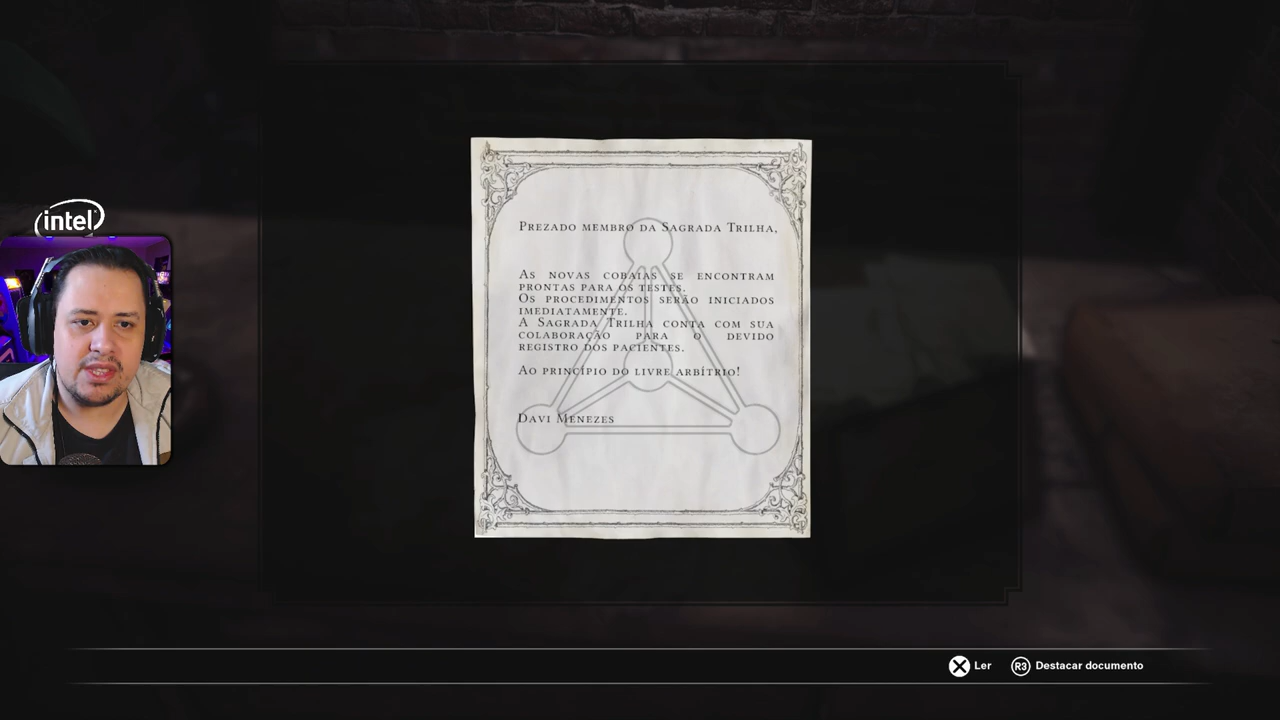 intel
PREZADO MEMBRO DA SAGRADA TRILHA,
AS NOVAS COBAIAS SE ENCONTRAM
PRONTAS PARA OS TESTES.
OS PROCEDIMENTOS SERÃO INICIADOS
IMEDIATAMENTE.
A SAGRADA TRILHA CONTA COM SUA
COLABORAÇÃO PARA O DEVIDO
REGISTRO DOS PACIENTES.
AO PRINCÍPIO DO LIVRE ARBÍTRIO!
DAVI MENEZES
Ler
R3 Destacar documento